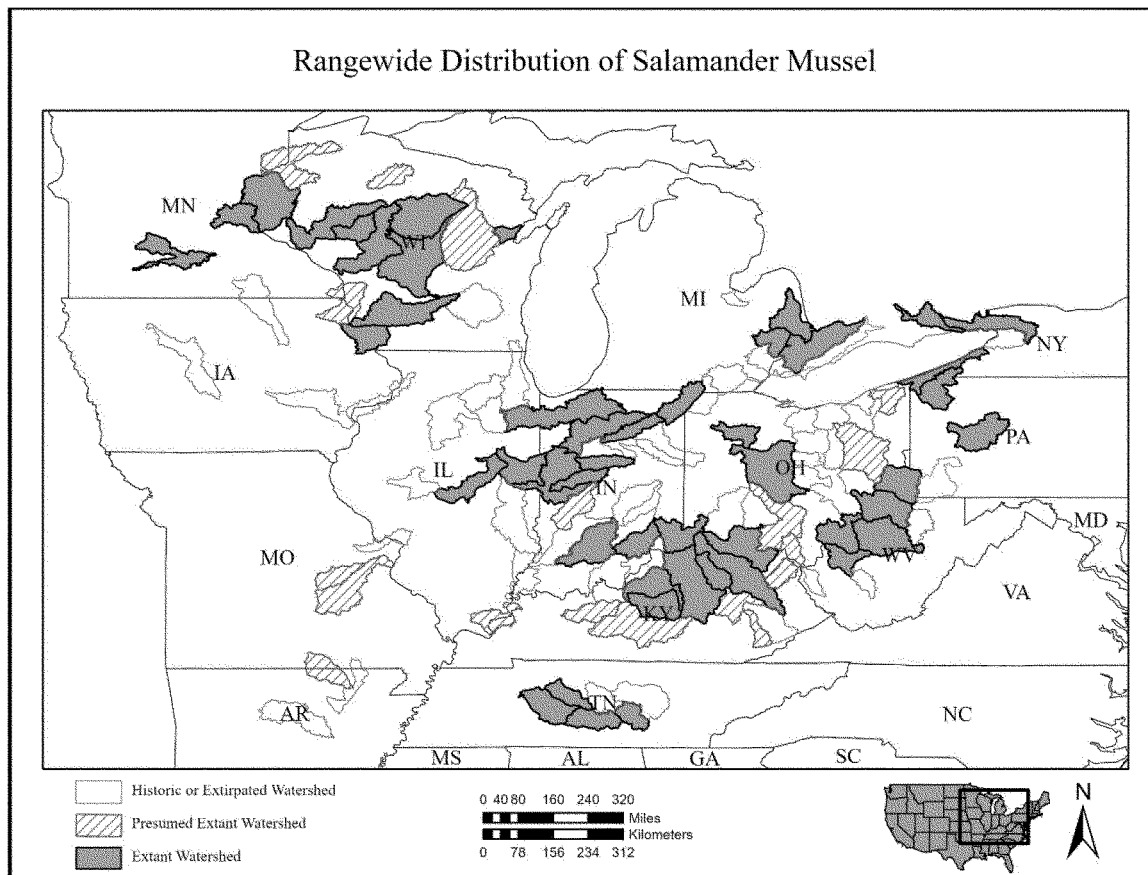 Rangewide Distribution of Salamander Mussel
MN
WI
MI
NY
IA
PA
IL
IN
OH
MD
MO
WV
VA
KY
AR
TN
NC
MS AL GA SC
Historic or Extirpated Watershed
Presumed Extant Watershed
Extant Watershed
0 40 80 160 240 320
Miles
Kilometers
0 78 156 234 312
N